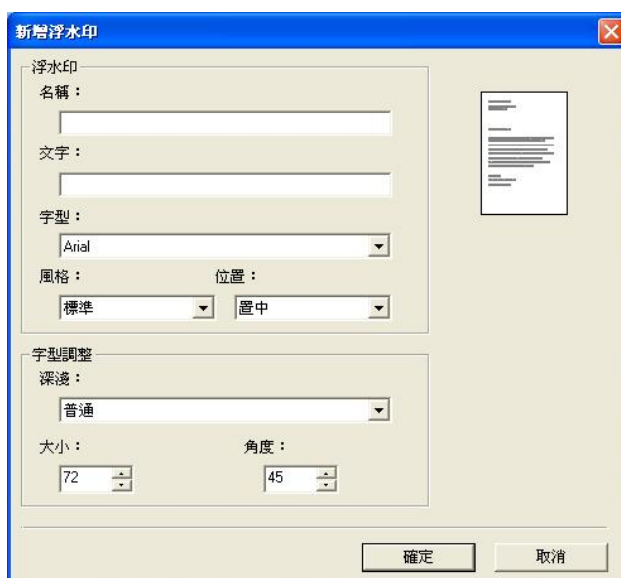 新增浮水印
浮水印
名稱：
文字：
字型：
Arial
風格： 位置：
標準 置中
字型調整
深淺：
普通
大小： 角度：
72 45
確定 取消